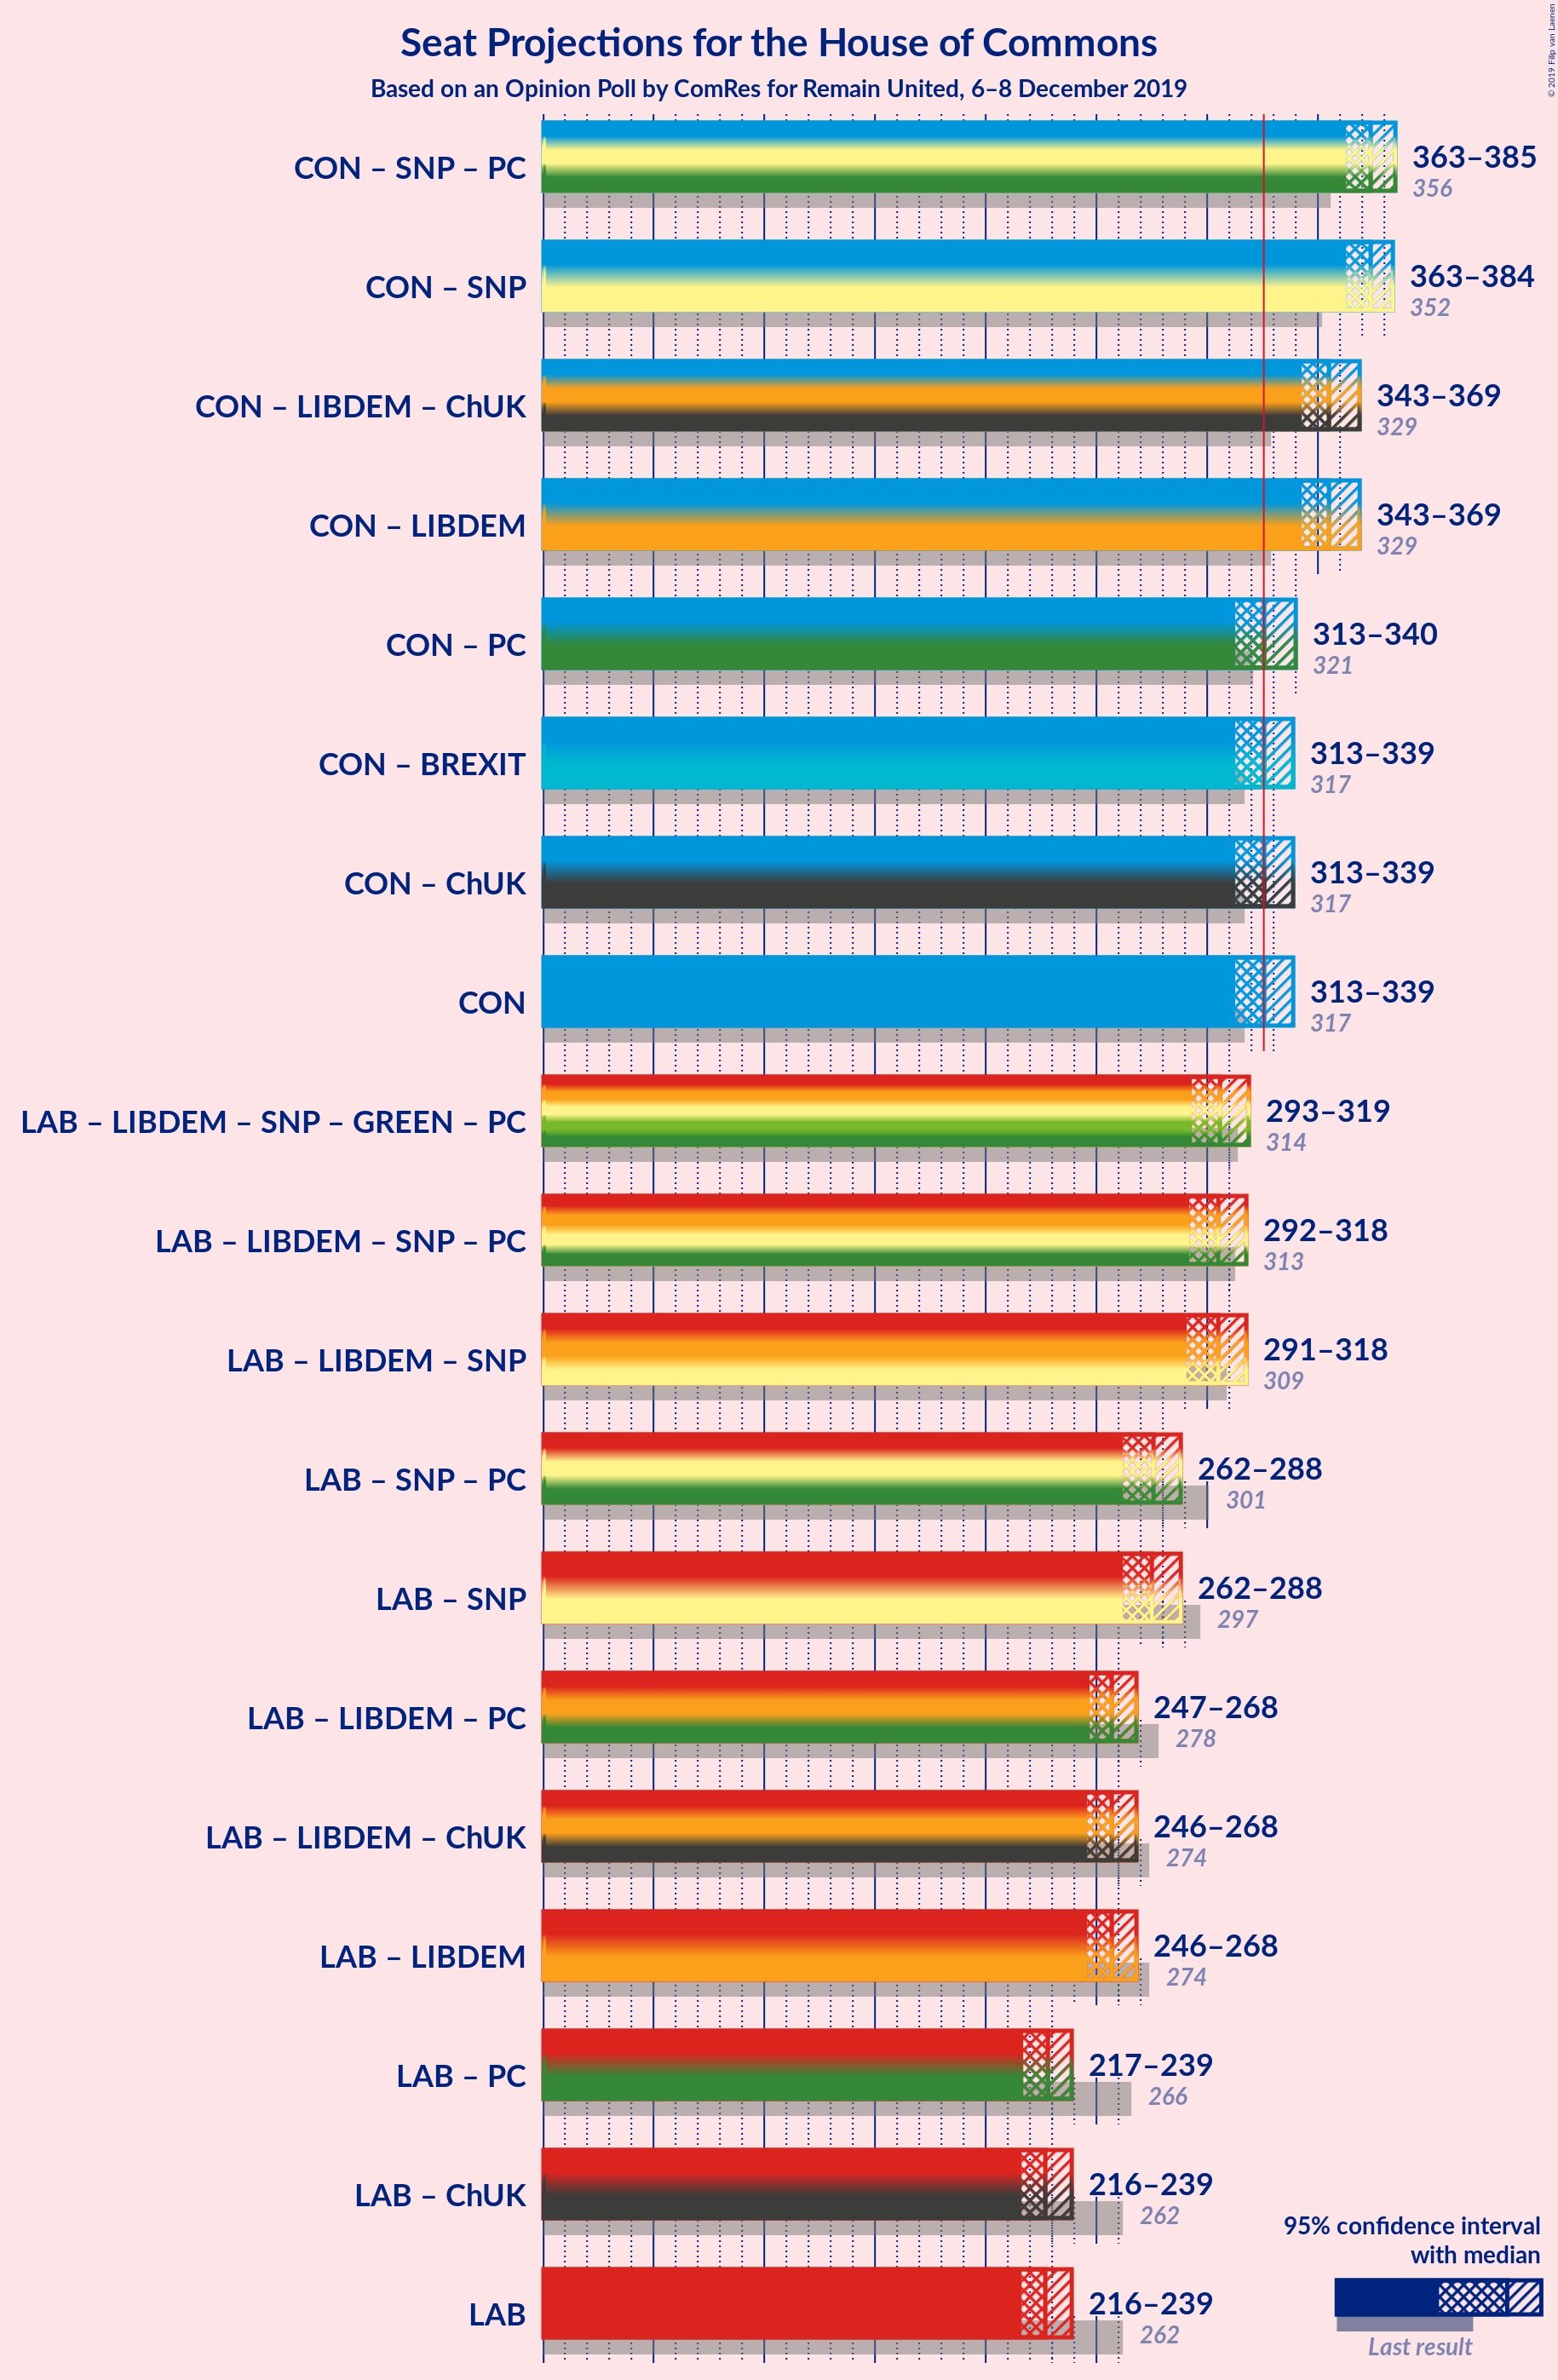 Seat Projections for the House of Commons
Based on an Opinion Poll by ComRes for Remain United, 6–8 December 2019
© 2019 Filip van Laenen
CON – SNP – PC
363–385
356
CON – SNP
363–384
352
CON – LIBDEM – ChUK
343–369
329
CON – LIBDEM
343–369
329
CON – PC
313–340
321
CON – BREXIT
313–339
317
CON – ChUK
313–339
317
CON
313–339
317
LAB – LIBDEM – SNP – GREEN – PC
293–319
314
LAB – LIBDEM – SNP – PC
292–318
313
LAB – LIBDEM – SNP
291–318
309
LAB – SNP – PC
262–288
301
LAB – SNP
262–288
297
LAB – LIBDEM – PC
247–268
278
LAB – LIBDEM – ChUK
246–268
274
LAB – LIBDEM
246–268
274
LAB – PC
217–239
266
LAB – ChUK
216–239
262
LAB
216–239
262
95% confidence interval
with median
Last result